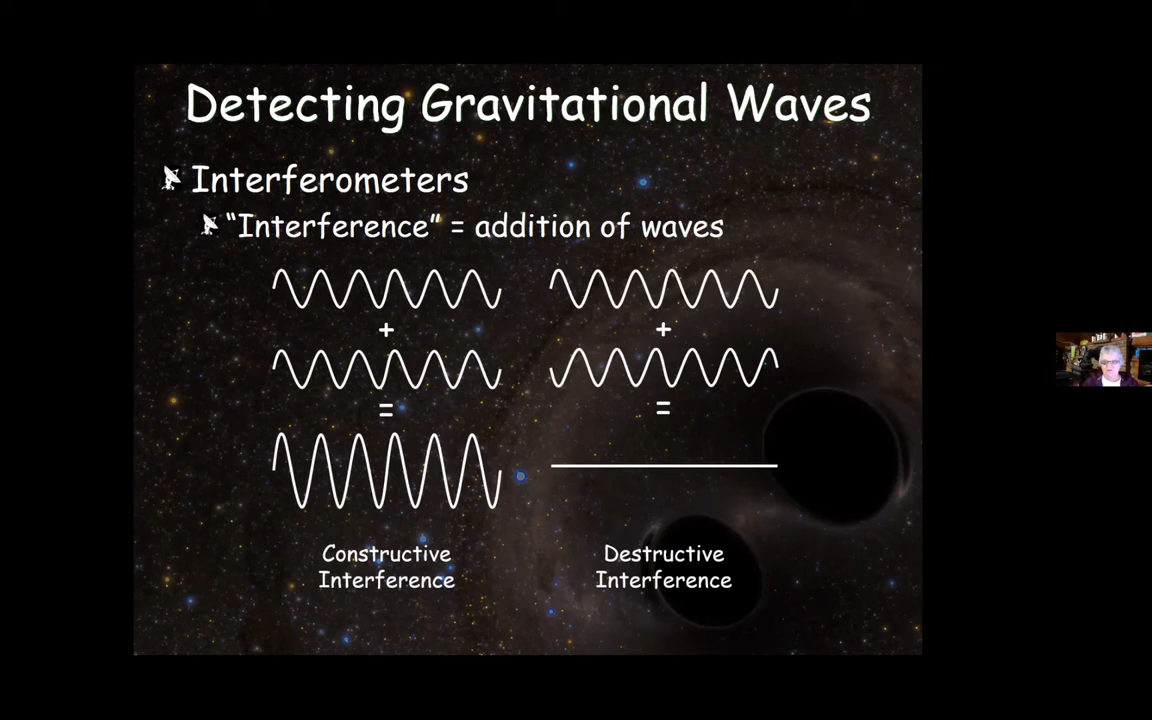 Detecting Gravitational Waves
Interferometers
“Interference” = addition of waves
+ +
= =
Constructive Interference
Destructive Interference